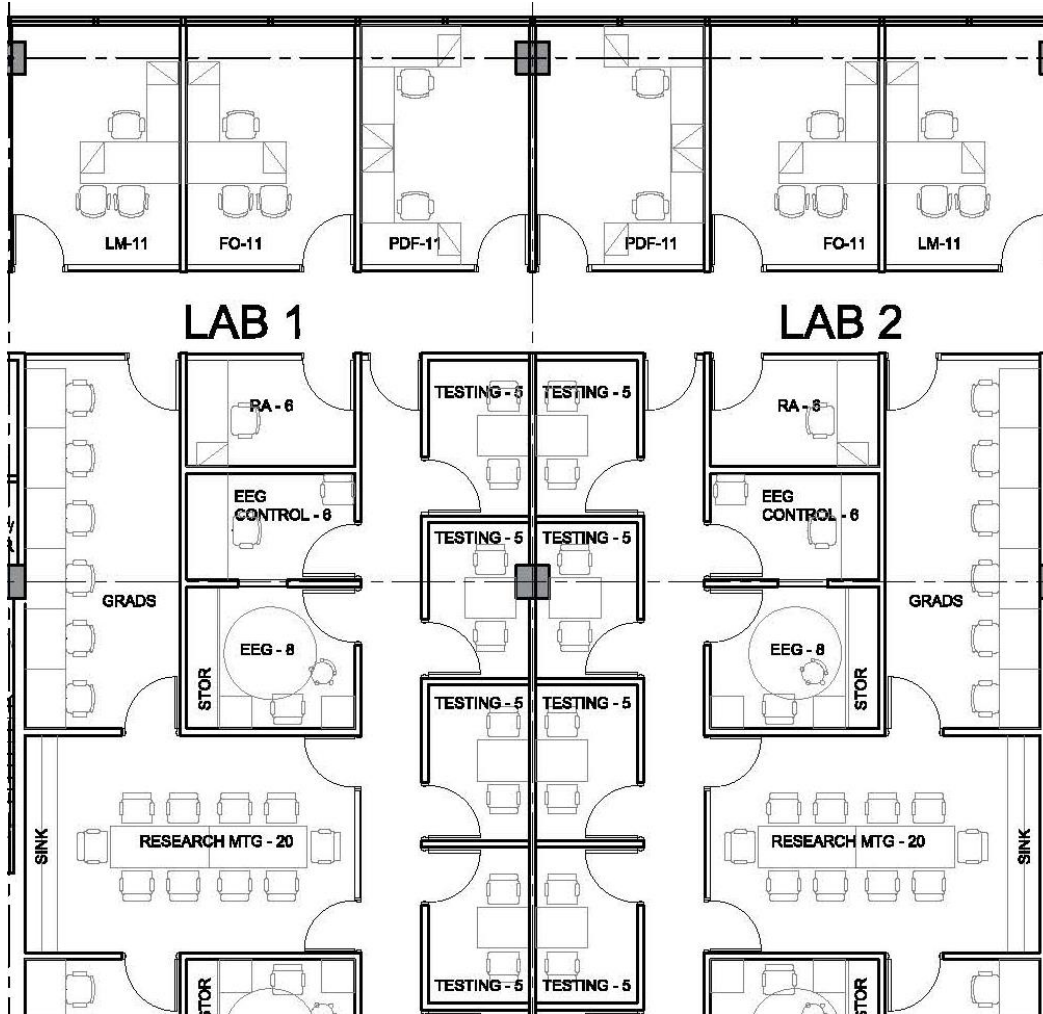 LM-11
FO-11
PDF-11
PDF-11
FO-11
LM-11
LAB 1
LAB 2
TESTING - 5
TESTING - 5
RA - 6
RA - 6
EEG
CONTROL - 6
EEG
CONTROL - 6
TESTING - 5
TESTING - 5
GRADS
GRADS
EEG - 8
EEG - 8
STOR
STOR
TESTING - 5
TESTING - 5
SINK
RESEARCH MTG - 20
RESEARCH MTG - 20
SINK
TESTING - 5
TESTING - 5
STOR
STOR